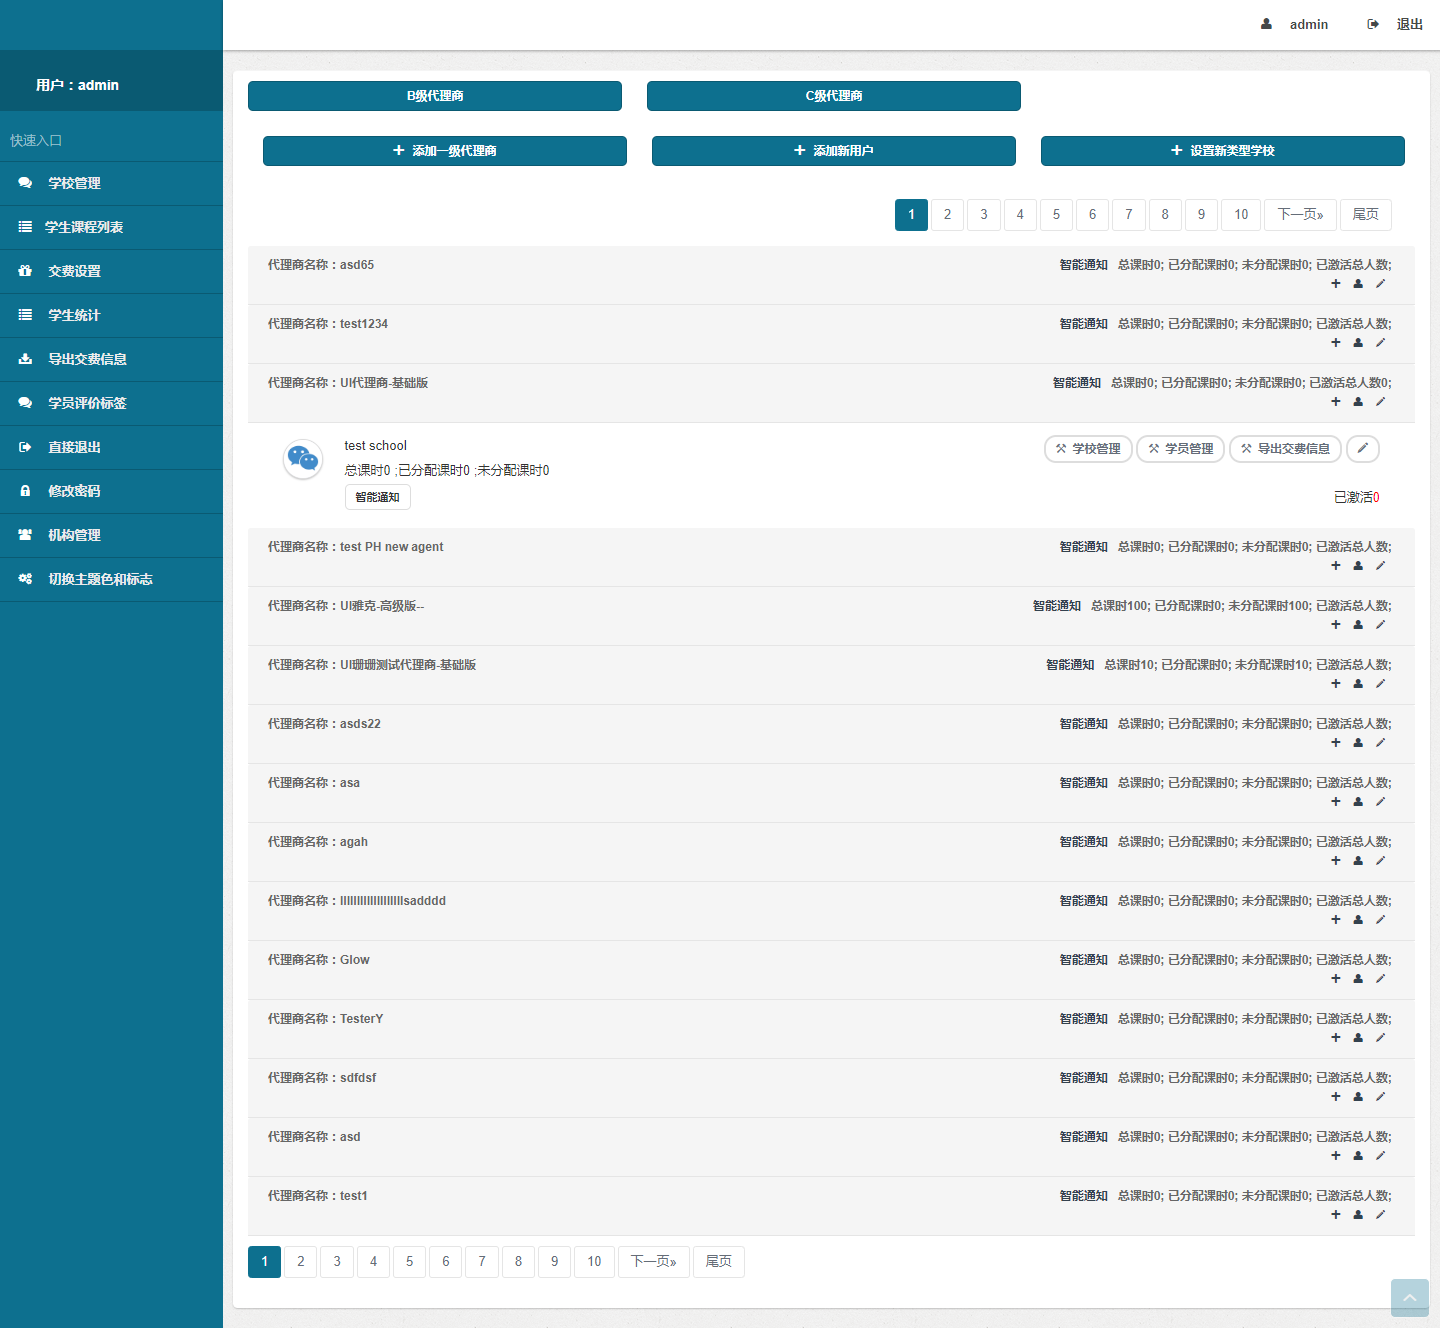 admin 退出
用户：admin
快速入口
学校管理
学生课程列表
交费设置
学生统计
导出交费信息
学员评价标签
直接退出
修改密码
机构管理
切换主题色和标志
B级代理商 C级代理商
添加一级代理商 添加新用户 设置新类型学校
1 2 3 4 5 6 7 8 9 10 下一页» 尾页
代理商名称：asd65 智能通知 总课时0; 已分配课时0; 未分配课时0; 已激活总人数;
代理商名称：test1234 智能通知 总课时0; 已分配课时0; 未分配课时0; 已激活总人数;
代理商名称：UI代理商-基础版 智能通知 总课时0; 已分配课时0; 未分配课时0; 已激活总人数0;
test school 学校管理 学员管理 导出交费信息
总课时0 ;已分配课时0 ;未分配课时0
智能通知 已激活0
代理商名称：test PH new agent 智能通知 总课时0; 已分配课时0; 未分配课时0; 已激活总人数;
代理商名称：UI雅克-高级版-- 智能通知 总课时100; 已分配课时0; 未分配课时100; 已激活总人数;
代理商名称：UI珊珊测试代理商-基础版 智能通知 总课时10; 已分配课时0; 未分配课时10; 已激活总人数;
代理商名称：asds22 智能通知 总课时0; 已分配课时0; 未分配课时0; 已激活总人数;
代理商名称：asa 智能通知 总课时0; 已分配课时0; 未分配课时0; 已激活总人数;
代理商名称：agah 智能通知 总课时0; 已分配课时0; 未分配课时0; 已激活总人数;
代理商名称： 智能通知 总课时0; 已分配课时0; 未分配课时0; 已激活总人数;
代理商名称：Glow 智能通知 总课时0; 已分配课时0; 未分配课时0; 已激活总人数;
代理商名称：TesterY 智能通知 总课时0; 已分配课时0; 未分配课时0; 已激活总人数;
代理商名称：sdfdsf 智能通知 总课时0; 已分配课时0; 未分配课时0; 已激活总人数;
代理商名称：asd 智能通知 总课时0; 已分配课时0; 未分配课时0; 已激活总人数;
代理商名称：test1 智能通知 总课时0; 已分配课时0; 未分配课时0; 已激活总人数;
1 2 3 4 5 6 7 8 9 10 下一页» 尾页